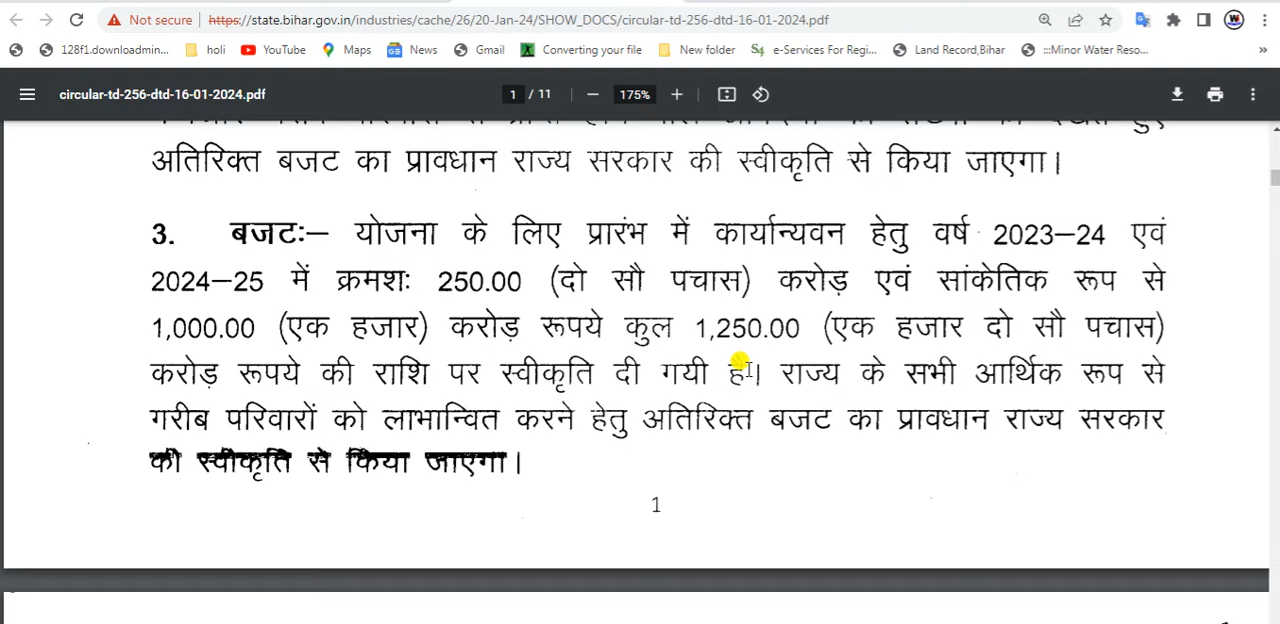 Not secure https://state.bihar.gov.in/industries/cache/26/20-Jan-24/SHOW_DOCS/circular-td-256-dtd-16-01-2024.pdf
128f1.downloadmin... holi YouTube Maps News Gmail Converting your file New folder e-Services For Regi... Land Record,Bihar :::Minor Water Reso... »
circular-td-256-dtd-16-01-2024.pdf 1 / 11 — 175% +
अतिरिक्त बजट का प्रावधान राज्य सरकार की स्वीकृति से किया जाएगा।
3. बजटः— योजना के लिए प्रारंभ में कार्यान्यवन हेतु वर्ष 2023—24 एवं
2024—25 में क्रमशः 250.00 (दो सौ पचास) करोड़ एवं सांकेतिक रूप से
1,000.00 (एक हजार) करोड़ रूपये कुल 1,250.00 (एक हजार दो सौ पचास)
करोड़ रूपये की राशि पर स्वीकृति दी गयी है। राज्य के सभी आर्थिक रूप से
गरीब परिवारों को लाभान्वित करने हेतु अतिरिक्त बजट का प्रावधान राज्य सरकार
की स्वीकृति से किया जाएगा।
1